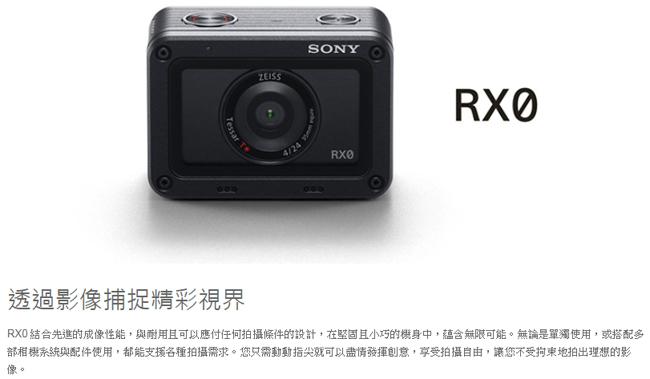 SONY
ZEISS
Tessar T* 4/24 35mm equiv.
RX0
RX0
透過影像捕捉精彩視界
RX0 結合先進的成像性能,與耐用且可以應付任何拍攝條件的設計,在堅固且小巧的機身中,蘊含無限可能。無論是單獨使用,或搭配多
部相機系統與配件使用,都能支援各種拍攝需求。您只需動動指尖就可以盡情發揮創意,享受拍攝自由,讓您不受拘束地拍出理想的影
像。